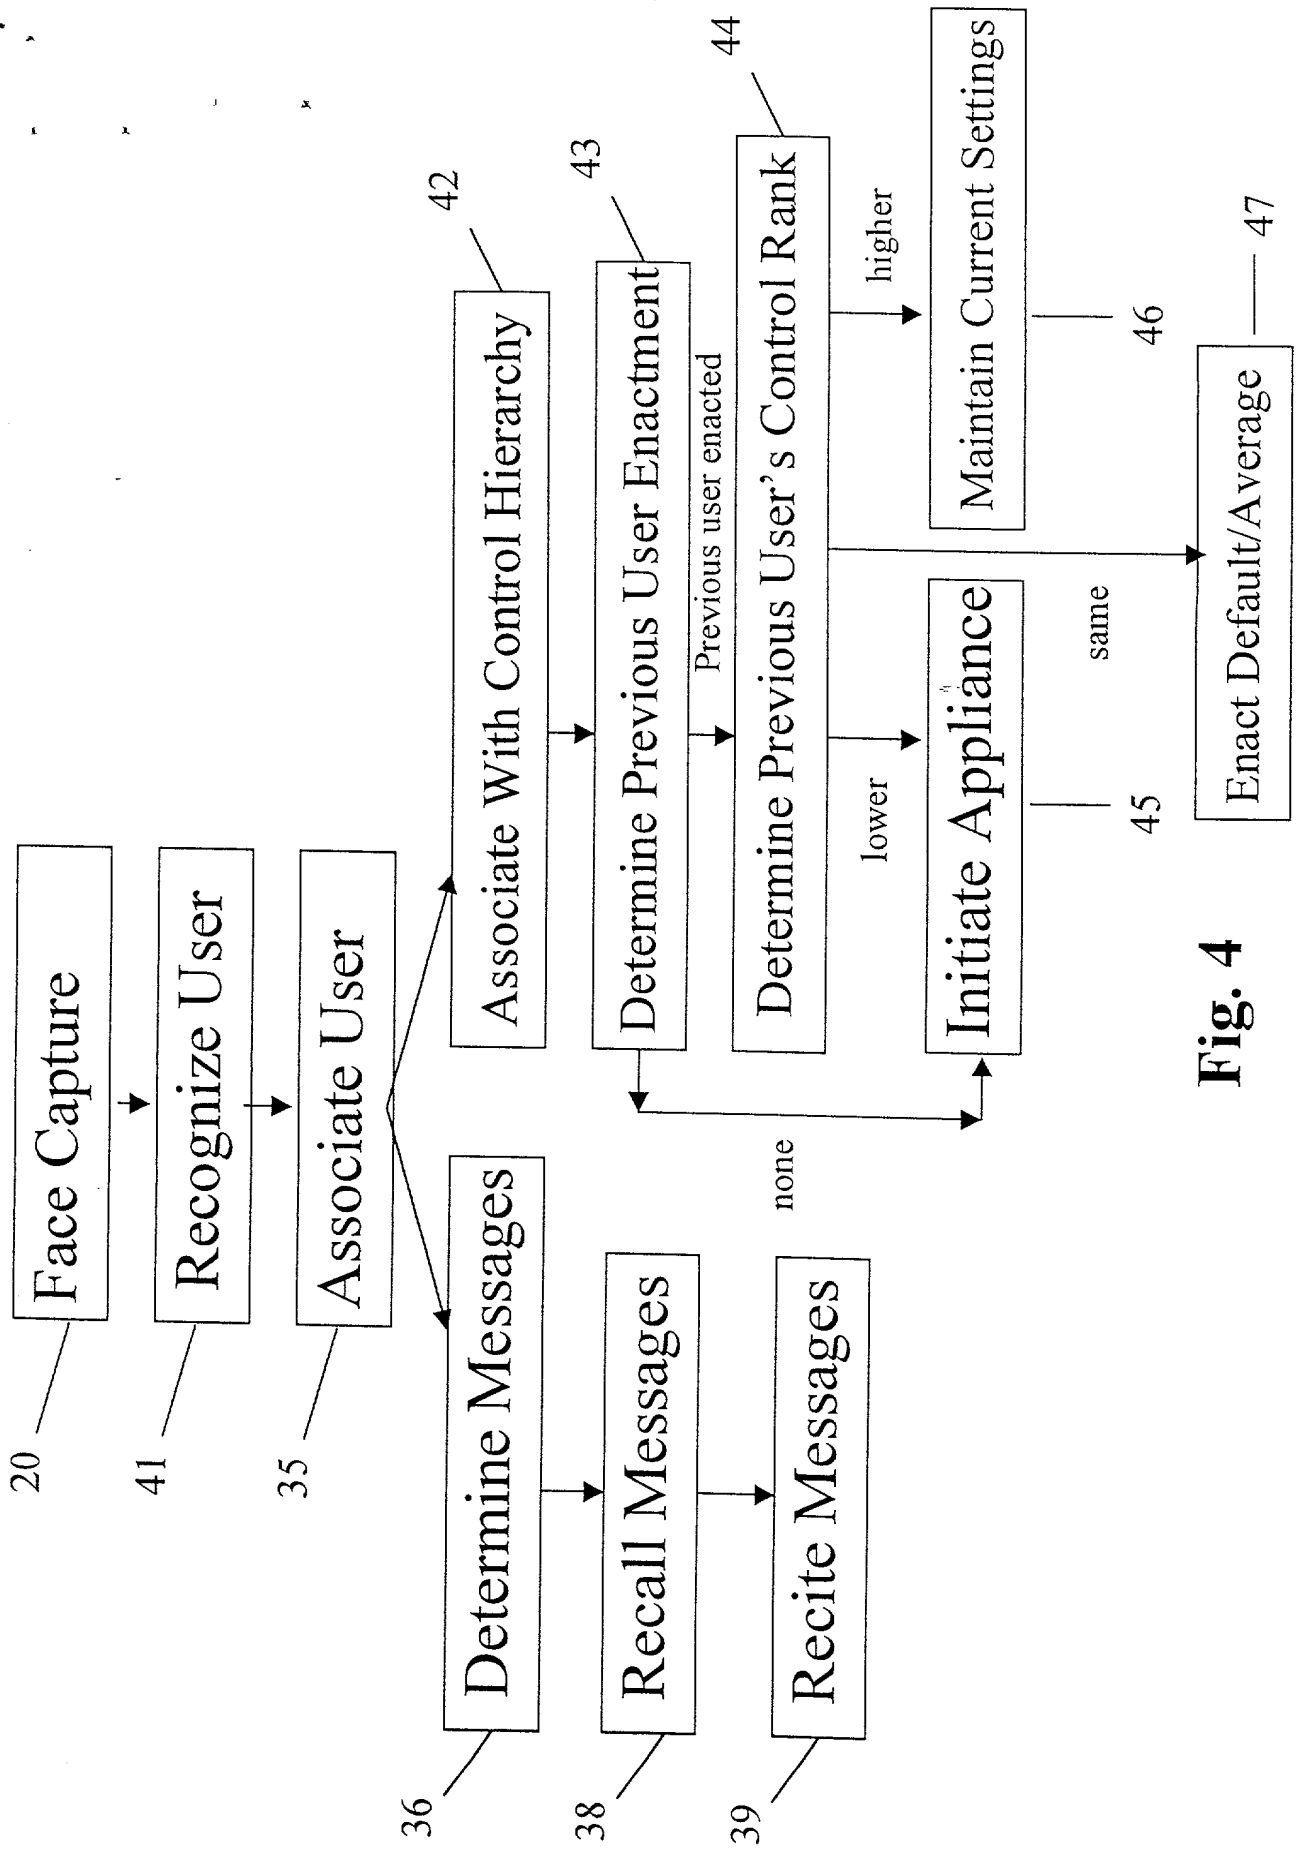 20
Face Capture
41
Recognize User
35
Associate User
36
Determine Messages
38
Recall Messages
39
Recite Messages
42
Associate With Control Hierarchy
43
Determine Previous User Enactment
none
Previous user enacted
44
Determine Previous User's Control Rank
lower
higher
same
Initiate Appliance
45
Maintain Current Settings
46
Enact Default/Average
47
Fig. 4